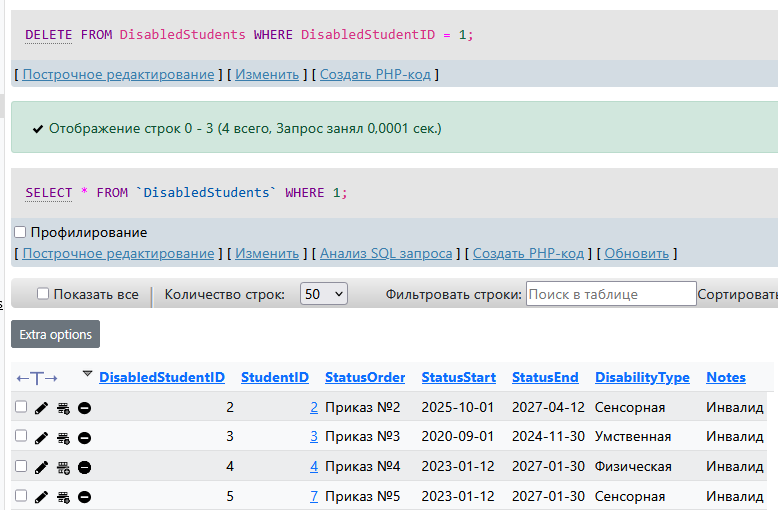 DELETE FROM DisabledStudents WHERE DisabledStudentID = 1;
[ Построчное редактирование ] [ Изменить ] [ Создать PHP-код ]
Отображение строк 0 - 3 (4 всего, Запрос занял 0,0001 сек.)
SELECT * FROM `DisabledStudents` WHERE 1;
Профилирование
[ Построчное редактирование ] [ Изменить ] [ Анализ SQL запроса ] [ Создать PHP-код ] [ Обновить ]
Показать все Количество строк: 50 Фильтровать строки: Поиск в таблице Сортировать
Extra options
←T→ DisabledStudentID StudentID StatusOrder StatusStart StatusEnd DisabilityType Notes
2 2 Приказ №2 2025-10-01 2027-04-12 Сенсорная Инвалид
3 3 Приказ №3 2020-09-01 2024-11-30 Умственная Инвалид
4 4 Приказ №4 2023-01-12 2027-01-30 Физическая Инвалид
5 7 Приказ №5 2023-01-12 2027-01-30 Сенсорная Инвалид